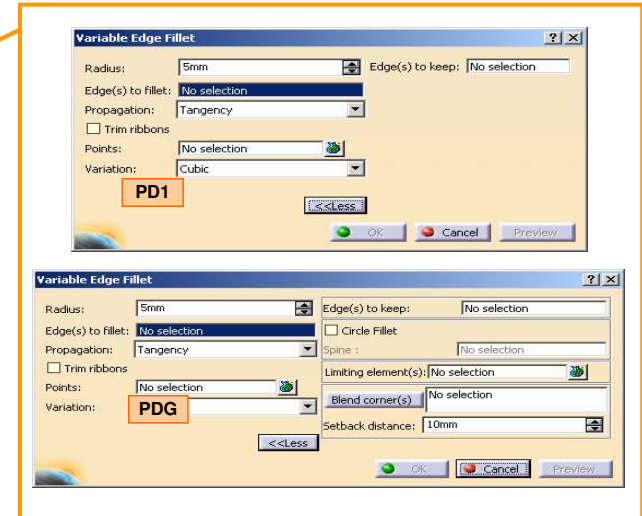 Variable Edge Fillet ? X
Radius: 5mm Edge(s) to keep: No selection
Edge(s) to fillet: No selection
Propagation: Tangency
Trim ribbons
Points: No selection
Variation: Cubic
PD1
<<Less
OK Cancel Preview
Variable Edge Fillet ? X
Radius: 5mm Edge(s) to keep: No selection
Edge(s) to fillet: No selection Circle Fillet
Propagation: Tangency Spine : No selection
Trim ribbons Limiting element(s): No selection
Points: No selection Blend corner(s) No selection
Variation: PDG
Setback distance: 10mm
<<Less
OK Cancel Preview